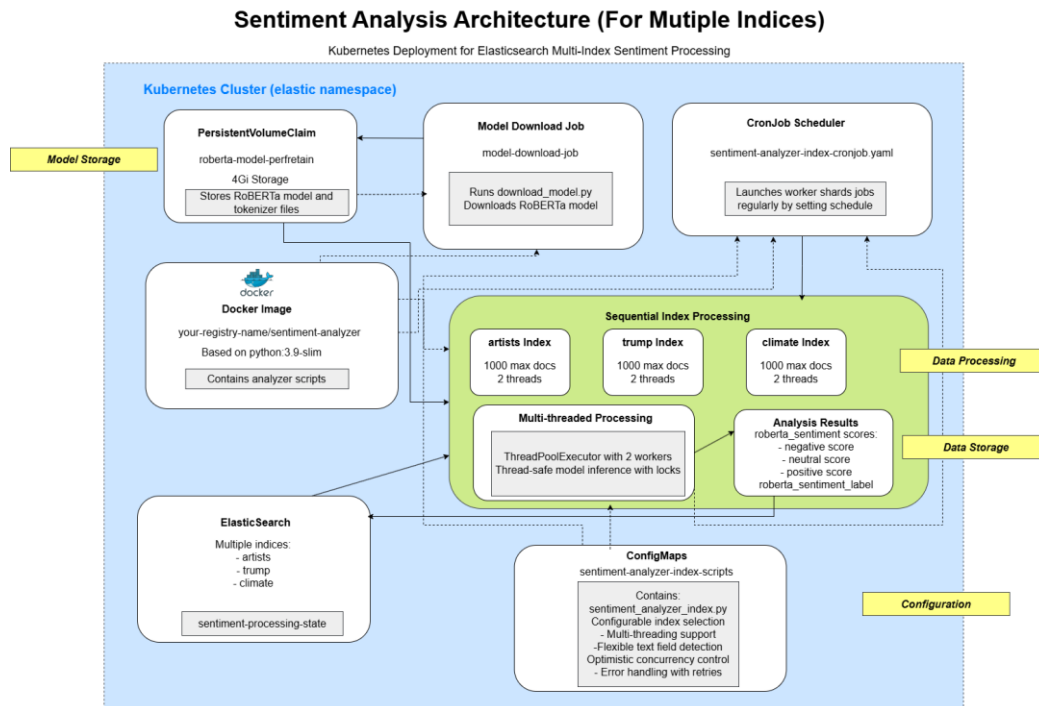 Sentiment Analysis Architecture (For Mutiple Indices)
Kubernetes Deployment for Elasticsearch Multi-Index Sentiment Processing
Kubernetes Cluster (elastic namespace)
Model Storage
PersistentVolumeClaim
roberta-model-perfretain
4Gi Storage
Stores RoBERTa model and
tokenizer files
Model Download Job
model-download-job
Runs download_model.py
Downloads RoBERTa model
CronJob Scheduler
sentiment-analyzer-index-cronjob.yaml
Launches worker shards jobs
regularly by setting schedule
docker
Docker Image
your-registry-name/sentiment-analyzer
Based on python:3.9-slim
Contains analyzer scripts
Sequential Index Processing
artists Index
1000 max docs
2 threads
trump Index
1000 max docs
2 threads
climate Index
1000 max docs
2 threads
Data Processing
Multi-threaded Processing
ThreadPoolExecutor with 2 workers
Thread-safe model inference with locks
Analysis Results
roberta_sentiment scores:
- negative score
- neutral score
- positive score
roberta_sentiment_label
Data Storage
ElasticSearch
Multiple indices:
- artists
- trump
- climate
sentiment-processing-state
ConfigMaps
sentiment-analyzer-index-scripts
Contains:
sentiment_analyzer_index.py
Configurable index selection
- Multi-threading support
-Flexible text field detection
Optimistic concurrency control
- Error handling with retries
Configuration